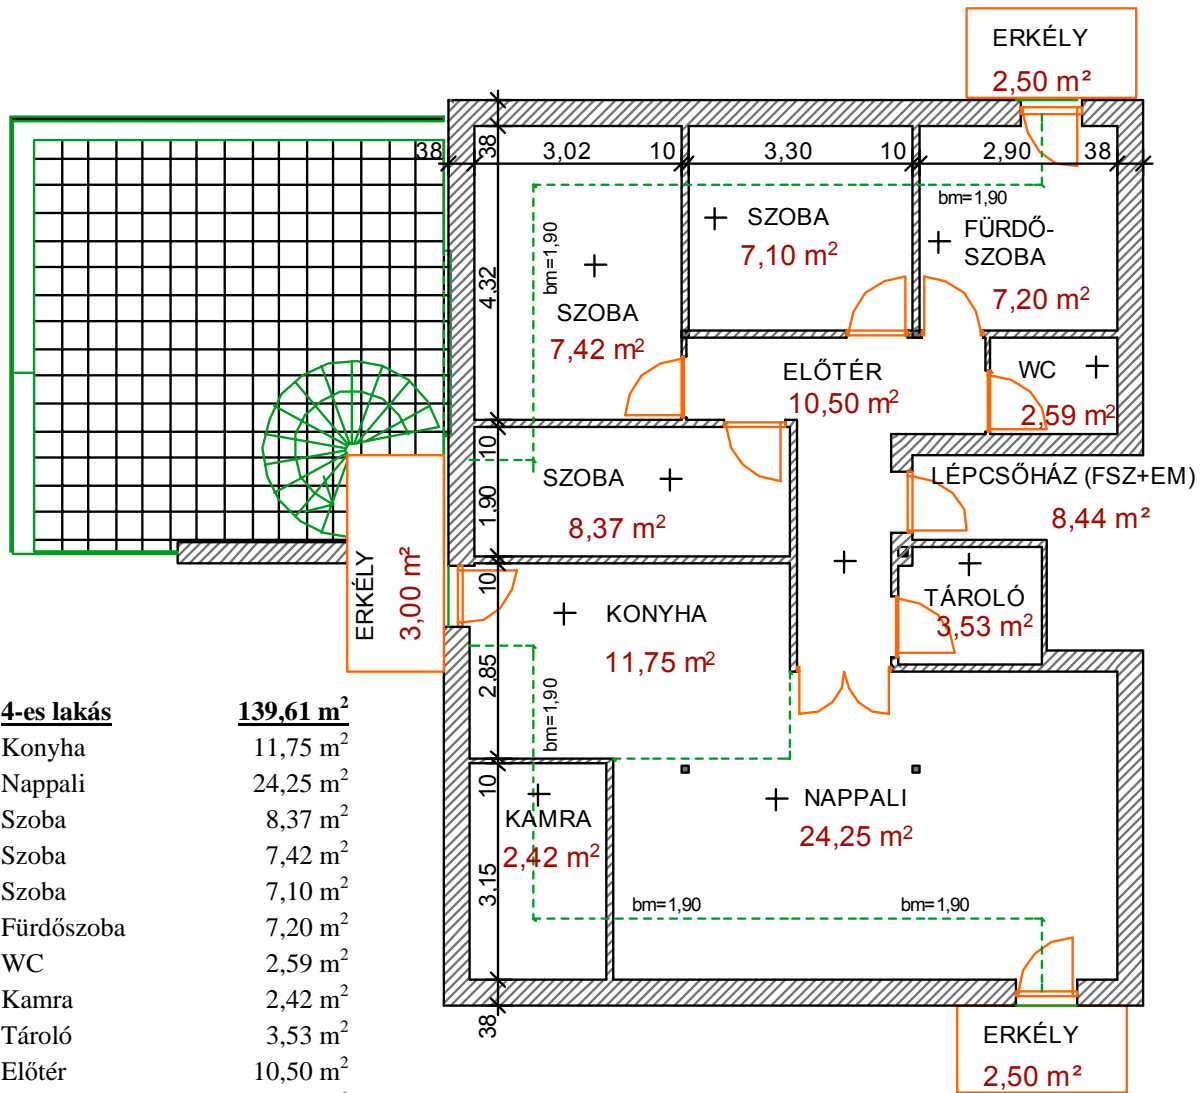 ERKÉLY
2,50 m²
38
38
3,02
10
3,30
10
2,90
38
bm=1,90
bm=1,90
SZOBA
7,10 m²
FÜRDŐ-
SZOBA
7,20 m²
4,32
SZOBA
7,42 m²
ELŐTÉR
10,50 m²
WC
2,59 m²
10
SZOBA
8,37 m²
1,90
LÉPCSŐHÁZ (FSZ+EM)
8,44 m²
ERKÉLY
3,00 m²
10
KONYHA
11,75 m²
TÁROLÓ
3,53 m²
2,85
bm=1,90
10
KAMRA
2,42 m²
NAPPALI
24,25 m²
3,15
bm=1,90
bm=1,90
38
ERKÉLY
2,50 m²
4-es lakás 139,61 m²
Konyha 11,75 m²
Nappali 24,25 m²
Szoba 8,37 m²
Szoba 7,42 m²
Szoba 7,10 m²
Fürdőszoba 7,20 m²
WC 2,59 m²
Kamra 2,42 m²
Tároló 3,53 m²
Előtér 10,50 m²